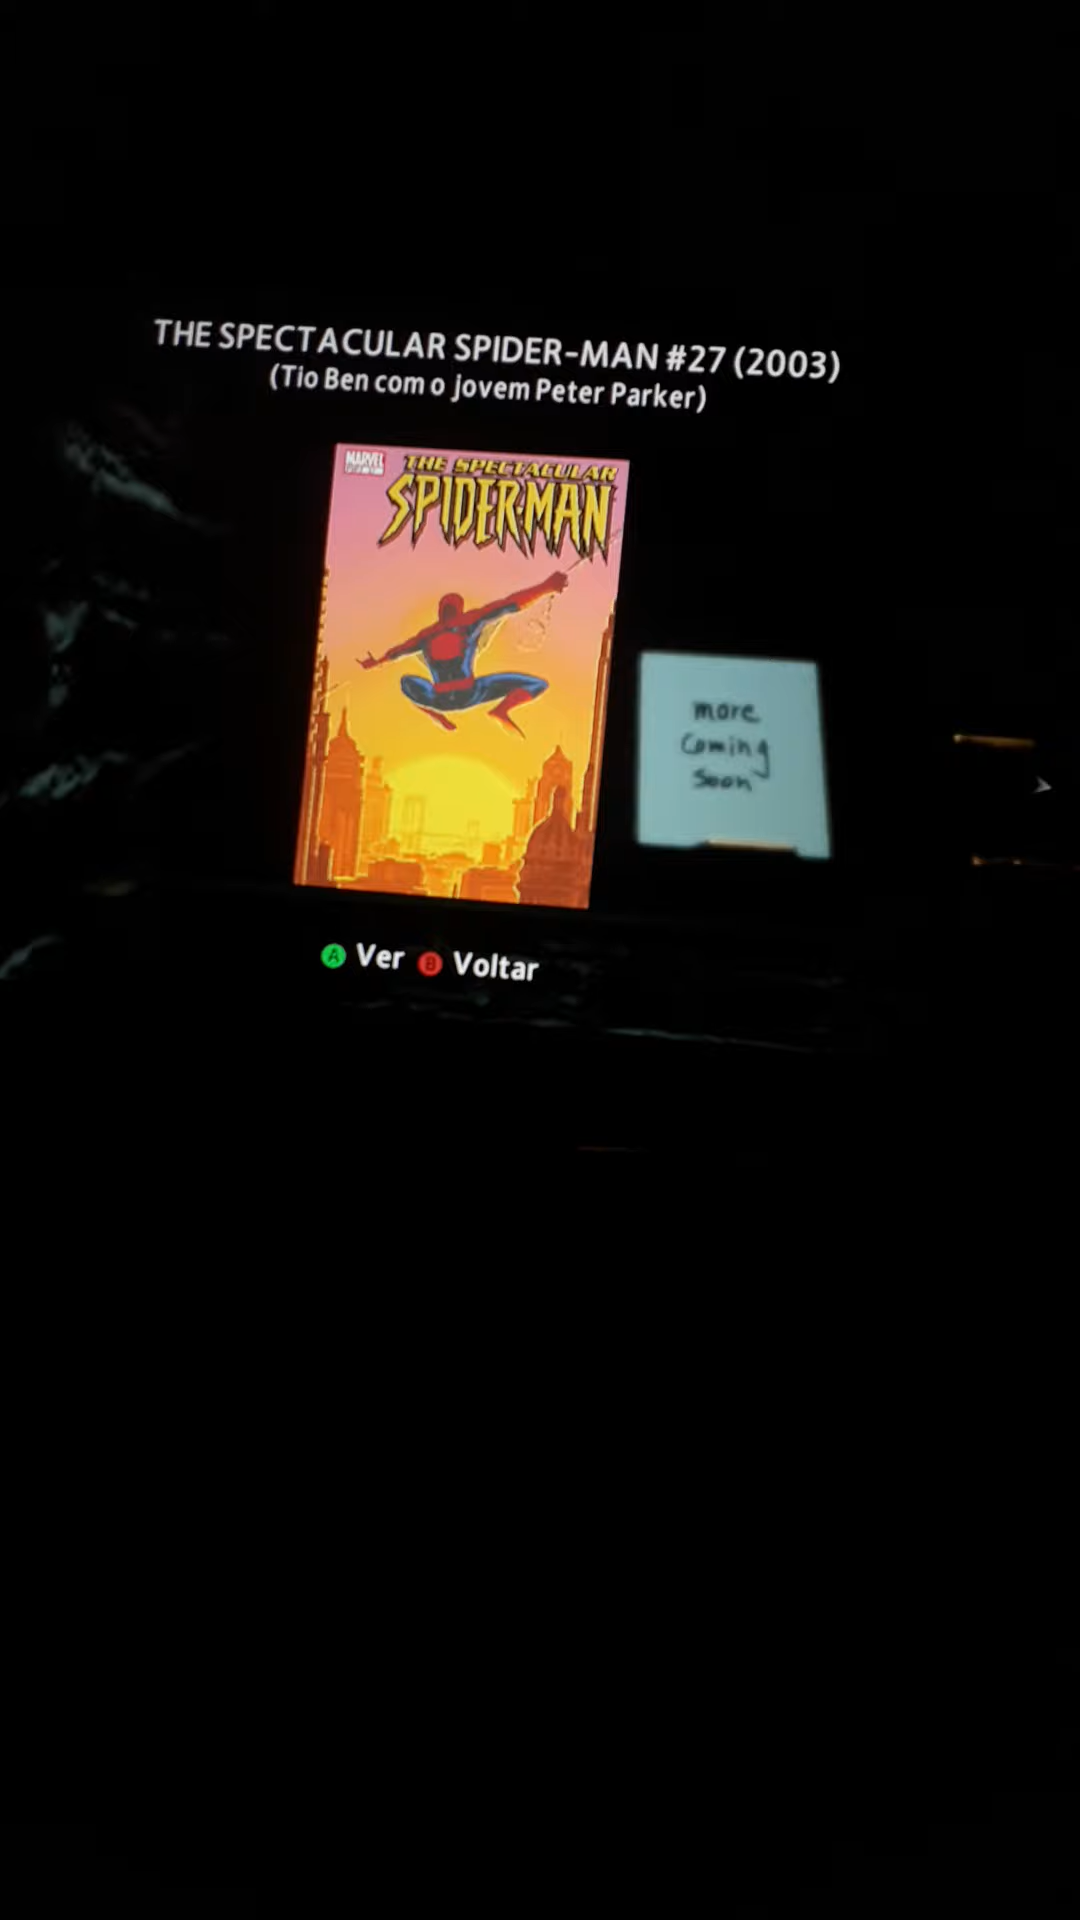 THE SPECTACULAR SPIDER-MAN #27 (2003)
(Tio Ben com o jovem Peter Parker)
MARVEL
THE SPECTACULAR
SPIDER-MAN
more
Coming
Soon
A Ver B Voltar